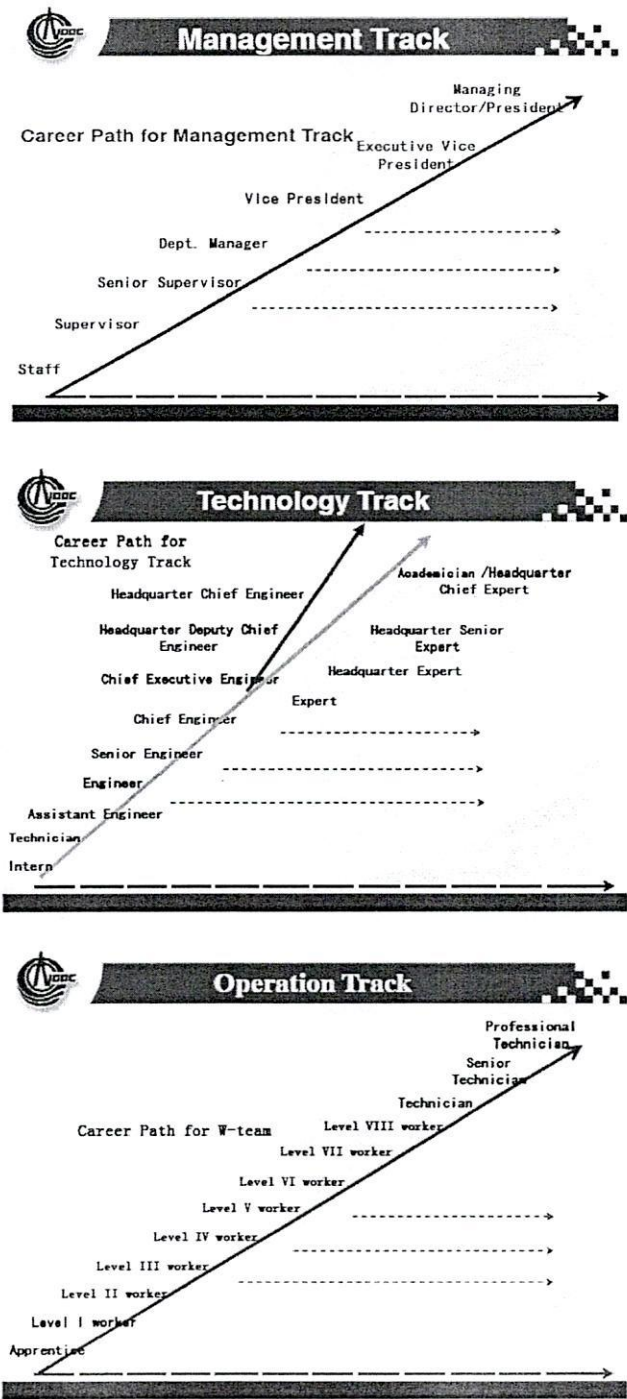 NOOC
Management Track
Managing
Director/President
Career Path for Management Track
Executive Vice
President
Vice President
Dept. Manager
Senior Supervisor
Supervisor
Staff
NOOC
Technology Track
Career Path for
Technology Track
Academician /Headquarter
Chief Expert
Headquarter Chief Engineer
Headquarter Deputy Chief
Engineer
Headquarter Senior
Expert
Chief Executive Engineer
Headquarter Expert
Expert
Chief Engineer
Senior Engineer
Engineer
Assistant Engineer
Technician
Intern
NOOC
Operation Track
Professional
Technician
Senior
Technician
Technician
Career Path for W-team
Level VIII worker
Level VII worker
Level VI worker
Level V worker
Level IV worker
Level III worker
Level II worker
Level I worker
Apprentise